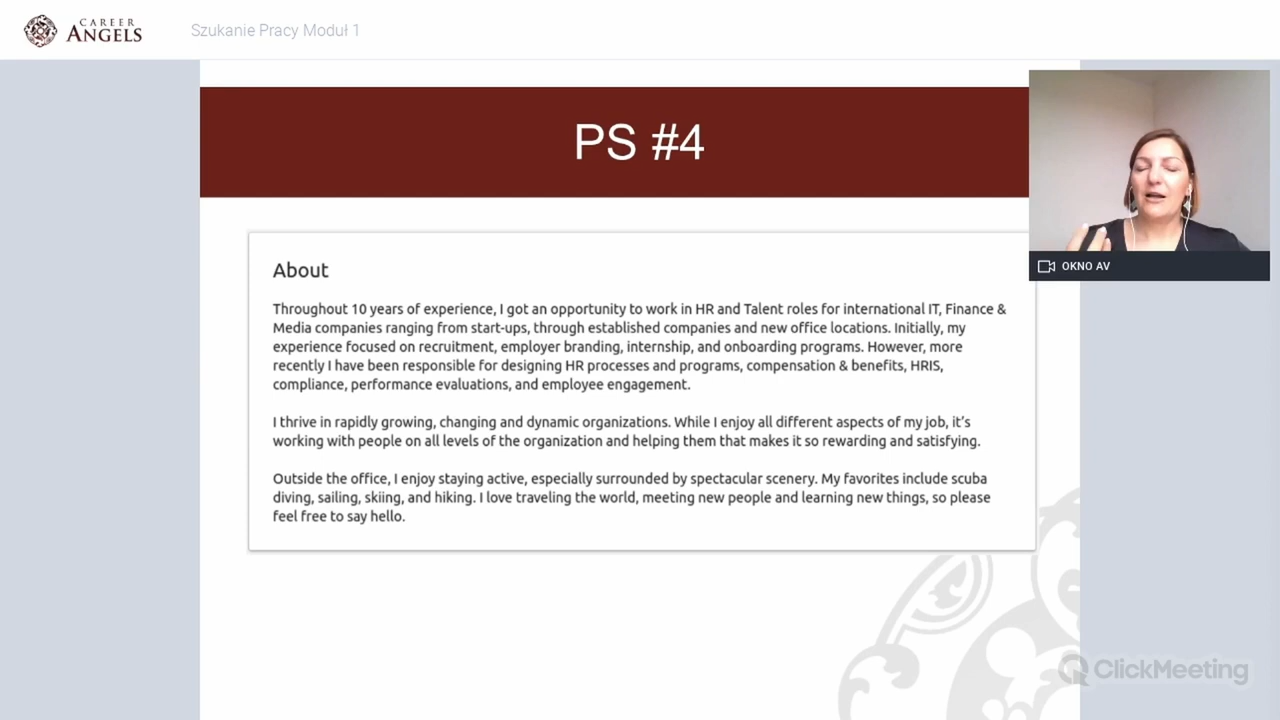 CAREER
ANGELS
Szukanie Pracy Moduł 1
PS #4
OKNO AV
About
Throughout 10 years of experience, I got an opportunity to work in HR and Talent roles for international IT, Finance &
Media companies ranging from start-ups, through established companies and new office locations. Initially, my
experience focused on recruitment, employer branding, internship, and onboarding programs. However, more
recently I have been responsible for designing HR processes and programs, compensation & benefits, HRIS,
compliance, performance evaluations, and employee engagement.
I thrive in rapidly growing, changing and dynamic organizations. While I enjoy all different aspects of my job, it's
working with people on all levels of the organization and helping them that makes it so rewarding and satisfying.
Outside the office, I enjoy staying active, especially surrounded by spectacular scenery. My favorites include scuba
diving, sailing, skiing, and hiking. I love traveling the world, meeting new people and learning new things, so please
feel free to say hello.
ClickMeeting